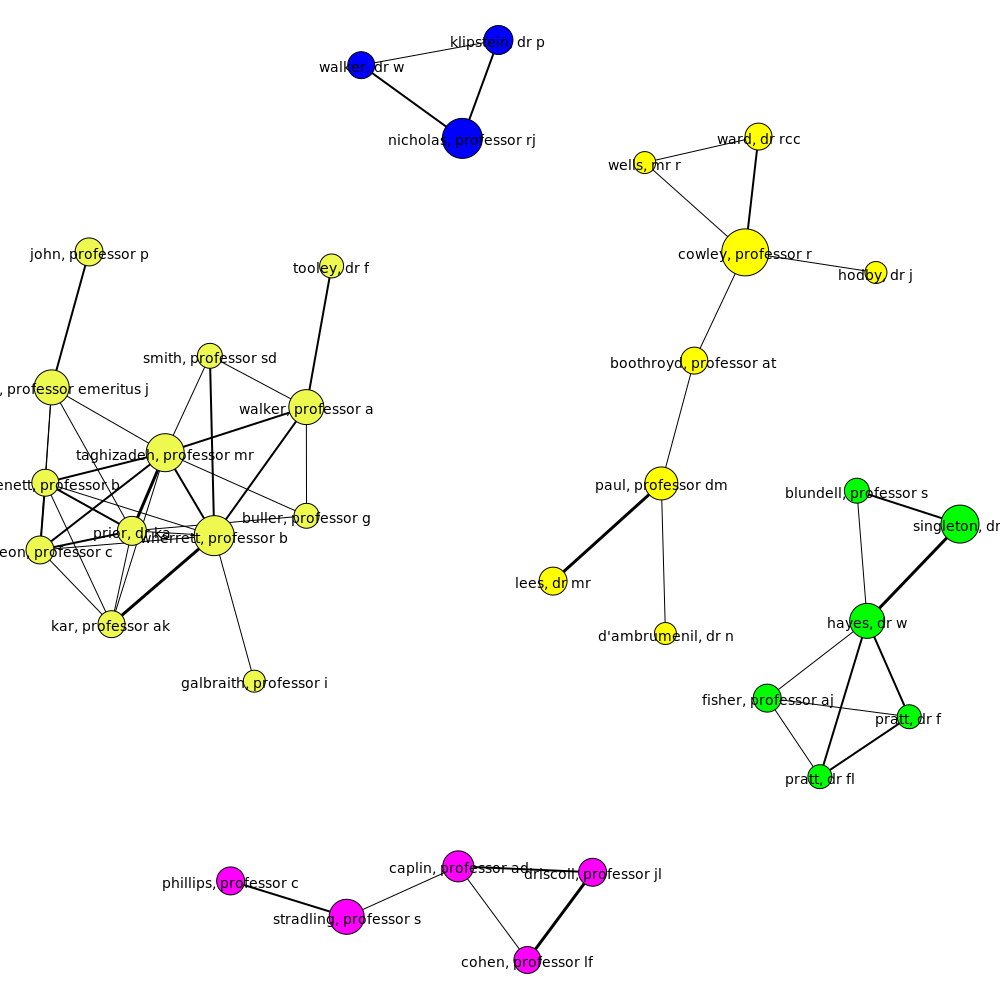 klipstein, dr p
walker, dr w
nicholas, professor rj
ward, dr rcc
wells, mr r
john, professor p
cowley, professor r
tooley, dr f
hodby, dr j
smith, professor sd
boothroyd, professor at
, professor emeritus j
walker, professor a
taghizadeh, professor mr
professor b
paul, professor dm
blundell, professor s
buller, professor g
singleton, dr
prior, dr ka
wherrett, professor b
professor c
lees, mr dr
hayes, dr w
kar, professor ak
d'ambrumenil, dr n
galbraith, professor i
fisher, professor aj
pratt, dr f
pratt, dr fl
caplin, professor ad
driscoll, professor jl
phillips, professor c
stradling, professor s
cohen, professor lf